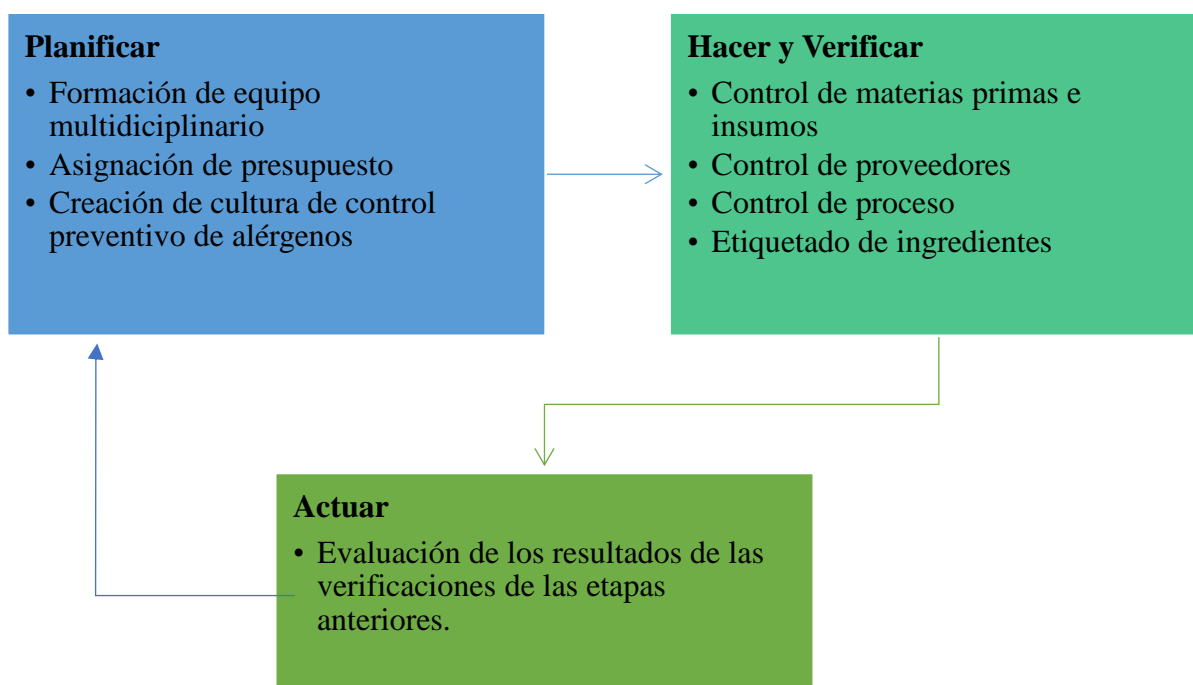 Planificar
• Formación de equipo
multidiciplinario
• Asignación de presupuesto
• Creación de cultura de control
preventivo de alérgenos
Hacer y Verificar
• Control de materias primas e
insumos
• Control de proveedores
• Control de proceso
• Etiquetado de ingredientes
Actuar
• Evaluación de los resultados de las
verificaciones de las etapas
anteriores.